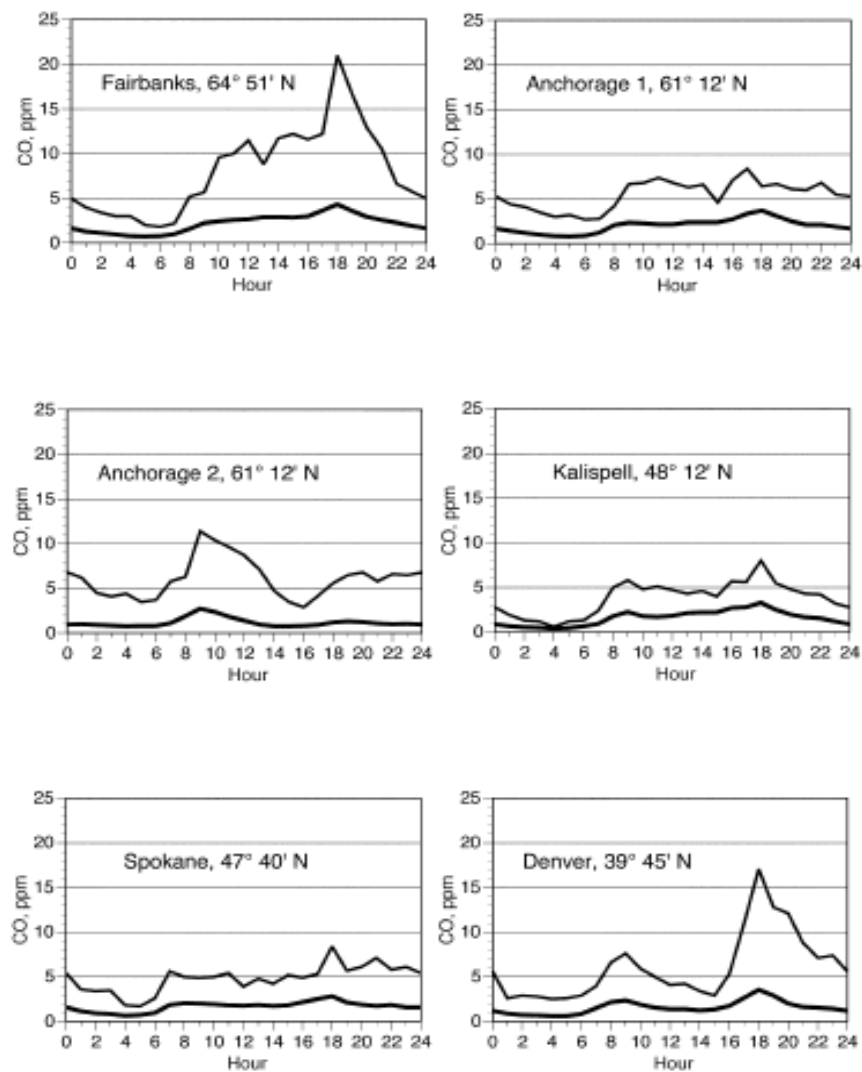 25
20
15
10
5
0
CO, ppm
Fairbanks, 64° 51' N
0 2 4 6 8 10 12 14 16 18 20 22 24
Hour
25
20
15
10
5
0
CO, ppm
Anchorage 1, 61° 12' N
0 2 4 6 8 10 12 14 16 18 20 22 24
Hour
25
20
15
10
5
0
CO, ppm
Anchorage 2, 61° 12' N
0 2 4 6 8 10 12 14 16 18 20 22 24
Hour
25
20
15
10
5
0
CO, ppm
Kalispell, 48° 12' N
0 2 4 6 8 10 12 14 16 18 20 22 24
Hour
25
20
15
10
5
0
CO, ppm
Spokane, 47° 40' N
0 2 4 6 8 10 12 14 16 18 20 22 24
Hour
25
20
15
10
5
0
CO, ppm
Denver, 39° 45' N
0 2 4 6 8 10 12 14 16 18 20 22 24
Hour